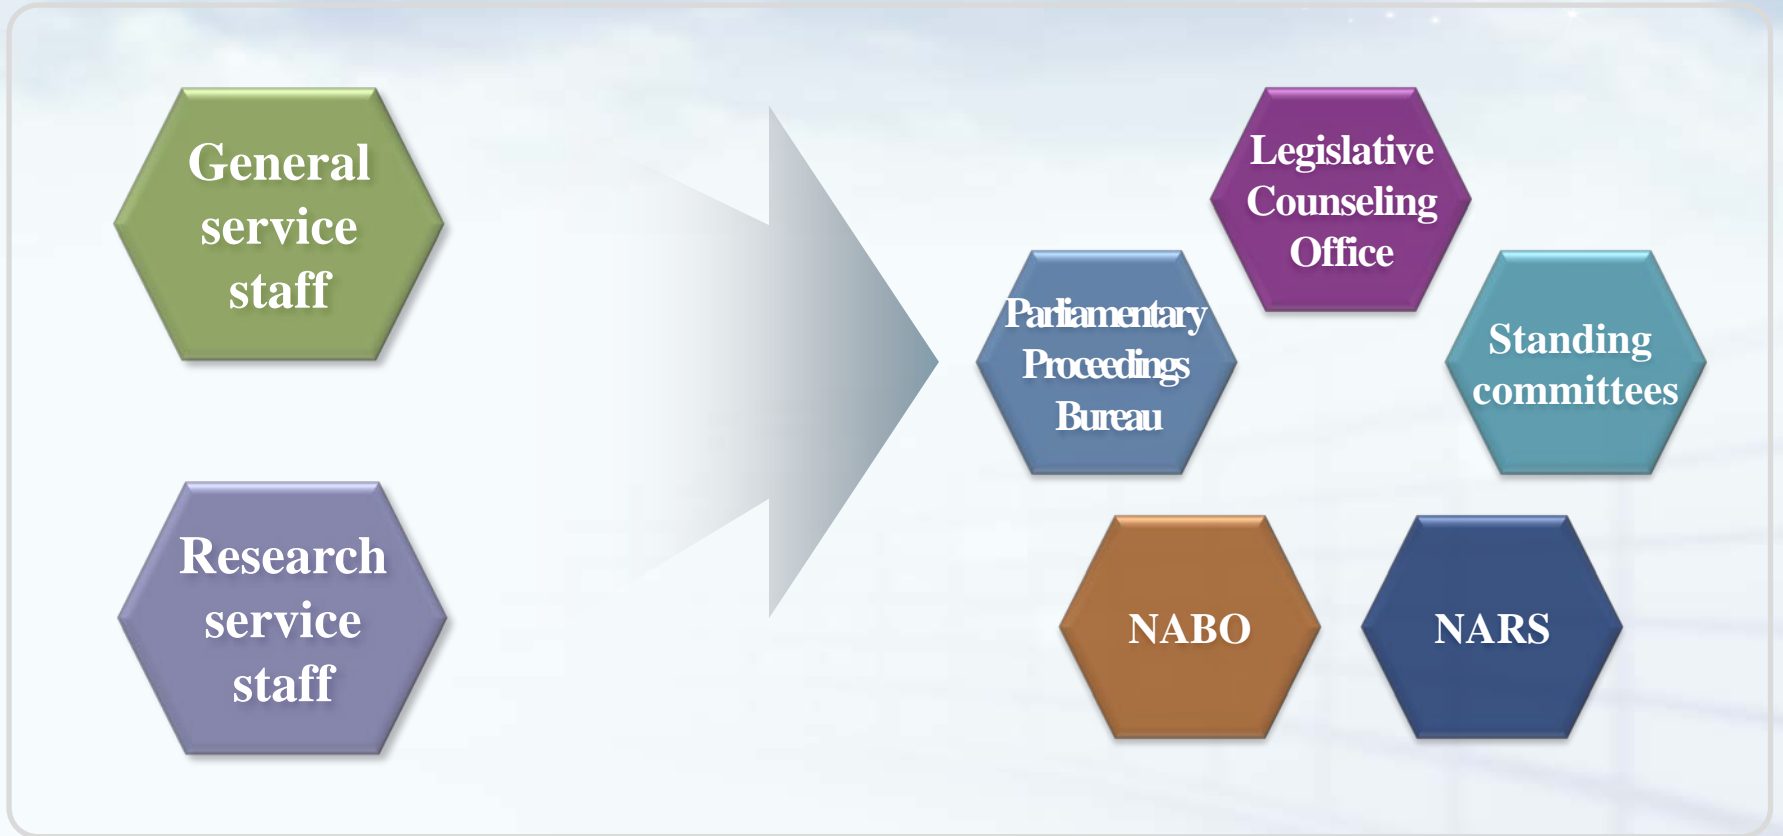 General
service
staff
Research
service
staff
Legislative
Counseling
Office
Parliamentary
Proceedings
Bureau
Standing
committees
NABO
NARS